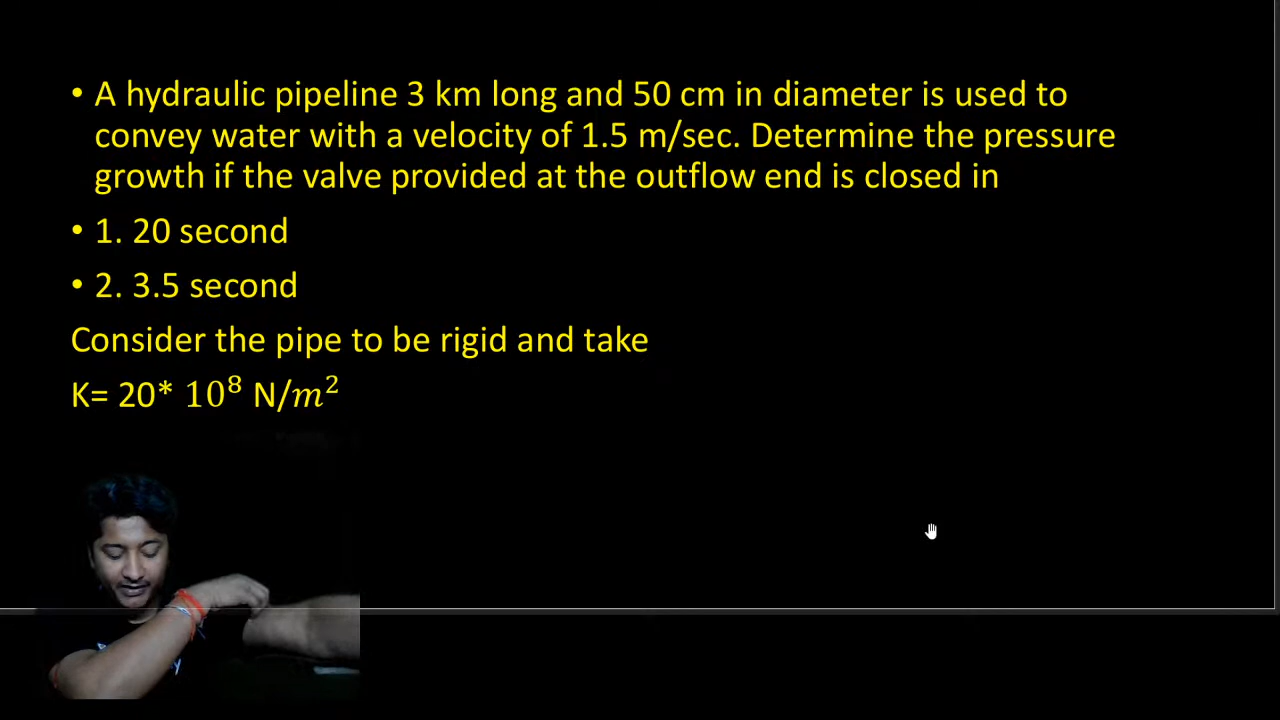 • A hydraulic pipeline 3 km long and 50 cm in diameter is used to
convey water with a velocity of 1.5 m/sec. Determine the pressure
growth if the valve provided at the outflow end is closed in
• 1. 20 second
• 2. 3.5 second
Consider the pipe to be rigid and take
K= 20* 10⁸ N/m²